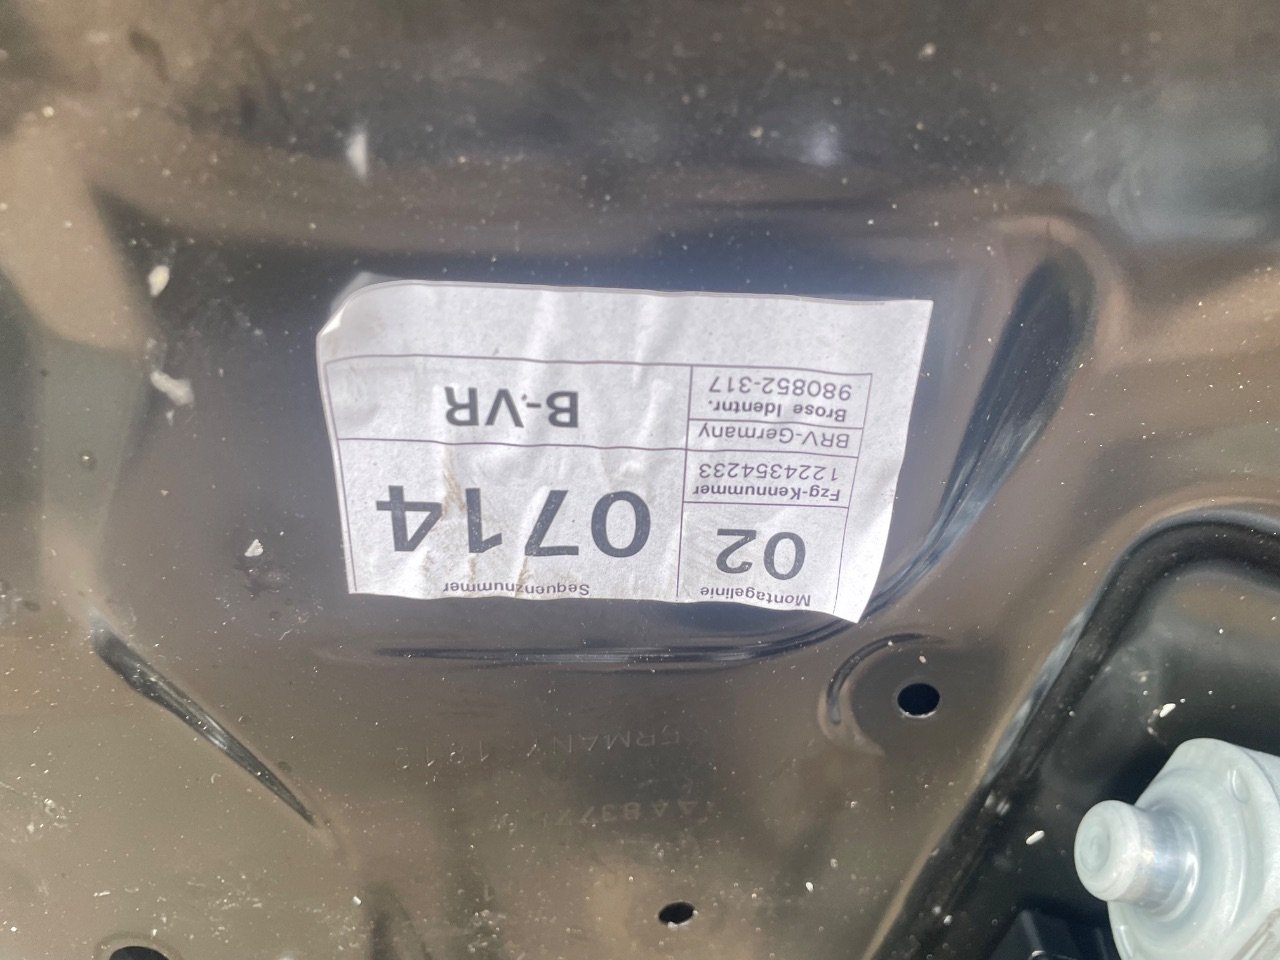 Montagelinie
02
Sequenznummer
0714
Fzg-Kennummer
1224354233
BRV-Germany
Brose Identnr.
980852-317
B-VR